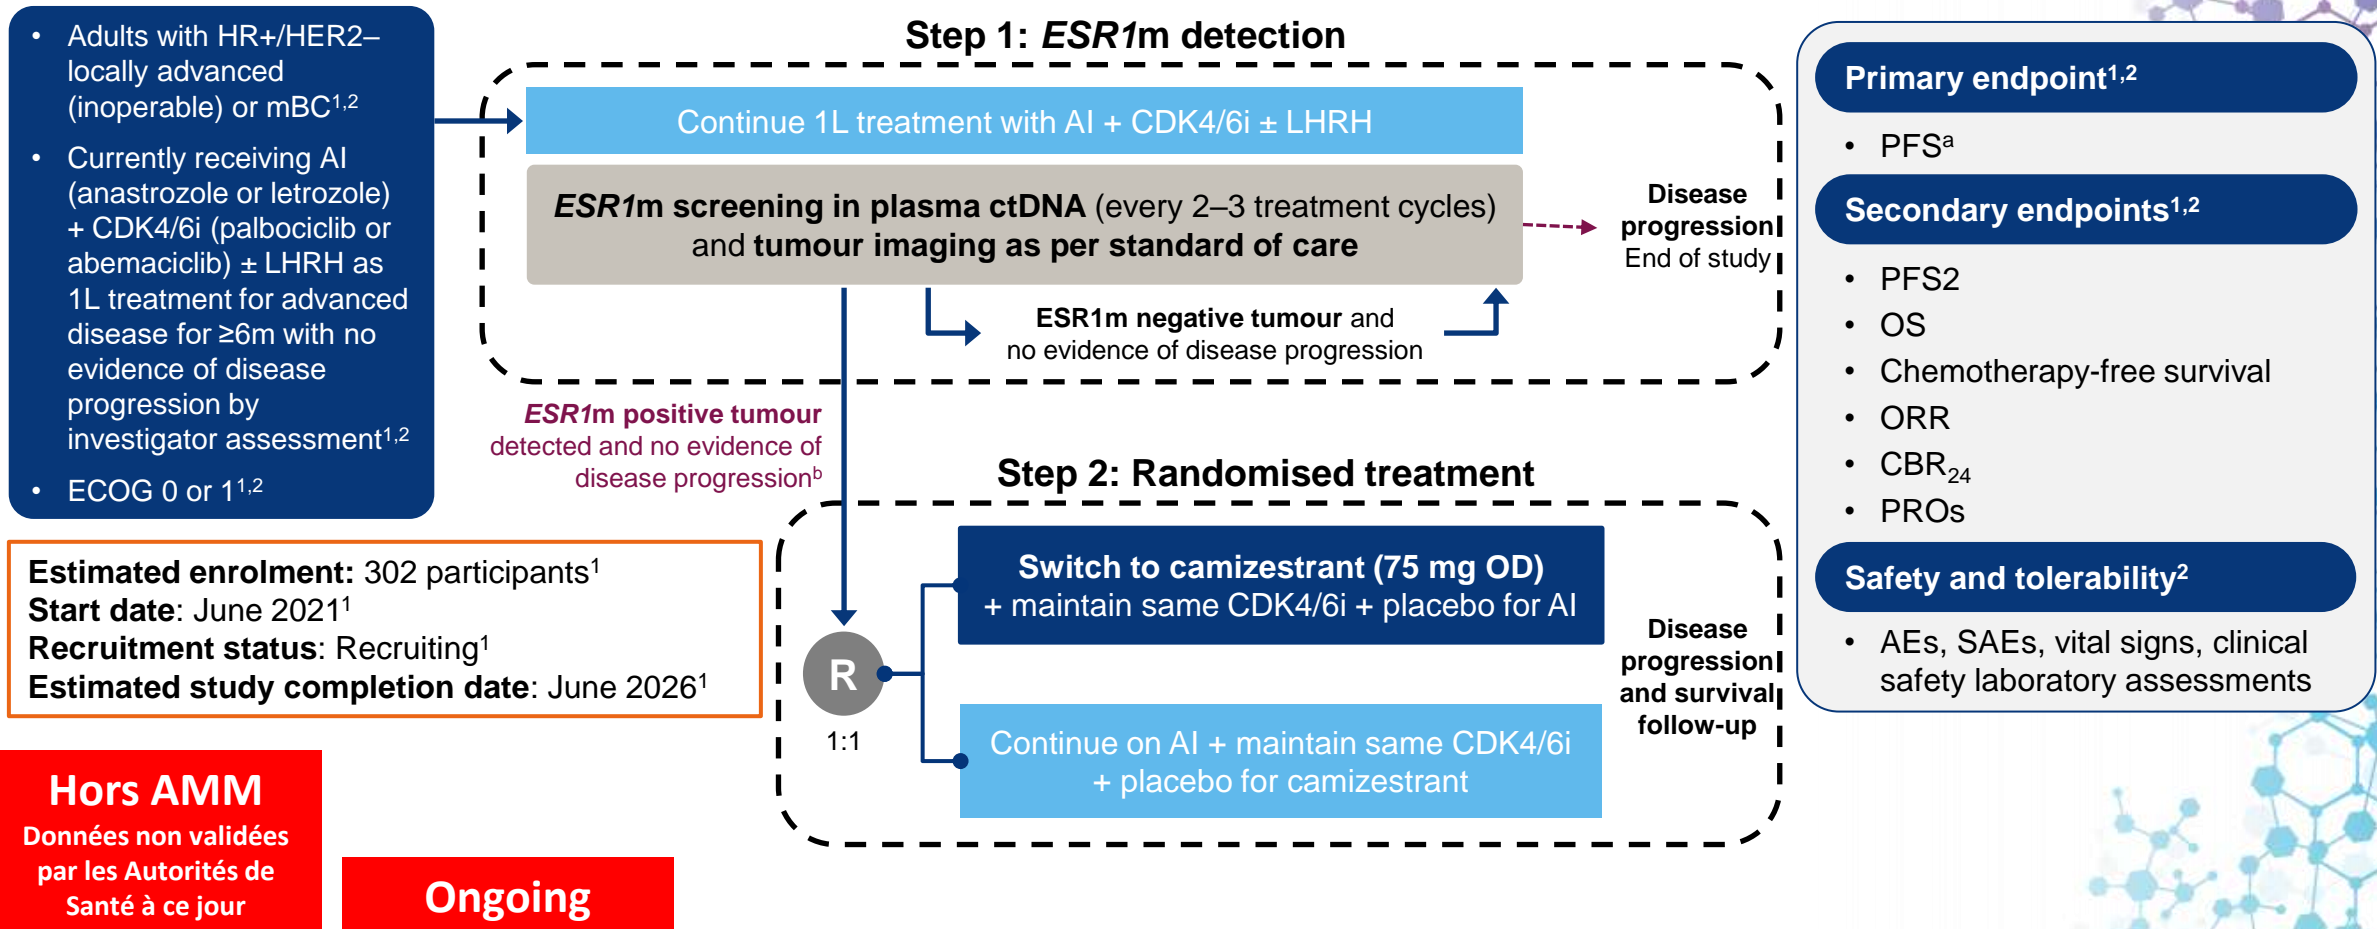 • Adults with HR+/HER2–
locally advanced
(inoperable) or mBC1,2
• Currently receiving AI
(anastrozole or letrozole)
+ CDK4/6i (palbociclib or
abemaciclib) ± LHRH as
1L treatment for advanced
disease for ≥6m with no
evidence of disease
progression by
investigator assessment1,2
• ECOG 0 or 11,2
Estimated enrolment: 302 participants1
Start date: June 20211
Recruitment status: Recruiting1
Estimated study completion date: June 20261
Hors AMM
Données non validées
par les Autorités de
Santé à ce jour
Ongoing
Step 1: ESR1m detection
Continue 1L treatment with AI + CDK4/6i ± LHRH
ESR1m screening in plasma ctDNA (every 2–3 treatment cycles)
and tumour imaging as per standard of care
Disease
progression
End of study
ESR1m negative tumour and
no evidence of disease progression
ESR1m positive tumour
detected and no evidence of
disease progressionb
Step 2: Randomised treatment
R
1:1
Switch to camizestrant (75 mg OD)
+ maintain same CDK4/6i + placebo for AI
Continue on AI + maintain same CDK4/6i
+ placebo for camizestrant
Disease
progression
and survival
follow-up
Primary endpoint1,2
• PFSa
Secondary endpoints1,2
• PFS2
• OS
• Chemotherapy-free survival
• ORR
• CBR24
• PROs
Safety and tolerability2
• AEs, SAEs, vital signs, clinical
safety laboratory assessments